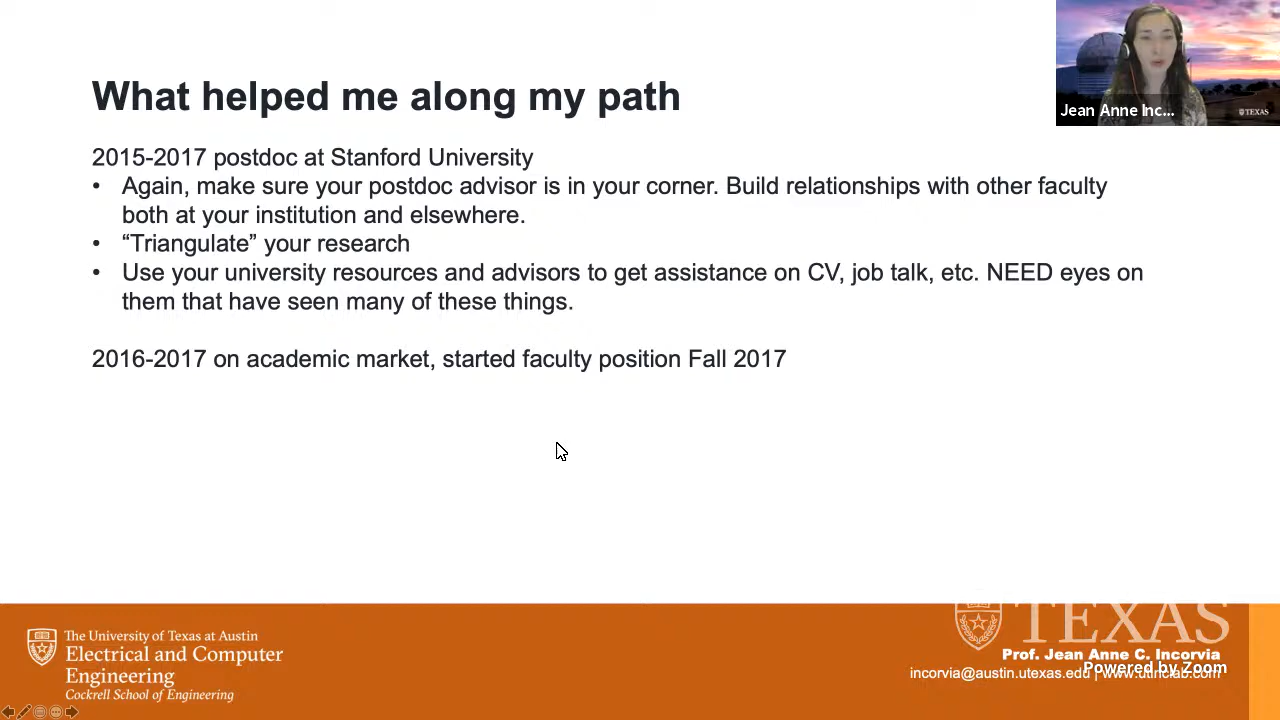 What helped me along my path
Jean Anne Inc...
TEXAS
2015-2017 postdoc at Stanford University
• Again, make sure your postdoc advisor is in your corner. Build relationships with other faculty
both at your institution and elsewhere.
• “Triangulate” your research
• Use your university resources and advisors to get assistance on CV, job talk, etc. NEED eyes on
them that have seen many of these things.
2016-2017 on academic market, started faculty position Fall 2017
The University of Texas at Austin
Electrical and Computer
Engineering
Cockrell School of Engineering
TEXAS
Prof. Jean Anne C. Incorvia
incorvia@austin.utexas.edu | www.utinclab.com
Powered by Zoom